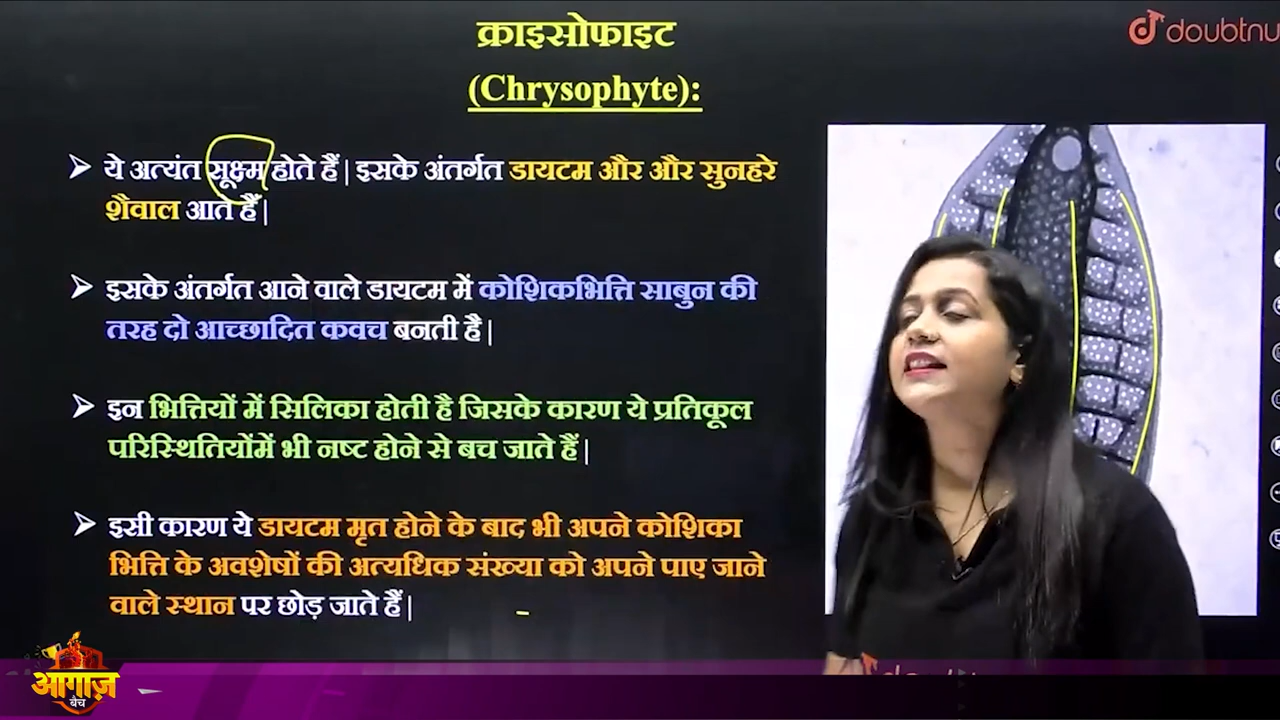 क्राइसोफाइट
doubtnu
(Chrysophyte):
ये अत्यंत सूक्ष्म होते हैं | इसके अंतर्गत डायटम और और सुनहरे
शैवाल आते हैं |
इसके अंतर्गत आने वाले डायटम में कोशिकभित्ति साबुन की
तरह दो आच्छादित कवच बनती है |
इन भित्तियों में सिलिका होती है जिसके कारण ये प्रतिकूल
परिस्थितियोंमें भी नष्ट होने से बच जाते हैं |
इसी कारण ये डायटम मृत होने के बाद भी अपने कोशिका
भित्ति के अवशेषों की अत्यधिक संख्या को अपने पाए जाने
वाले स्थान पर छोड़ जाते हैं |
आगाज़
बैच